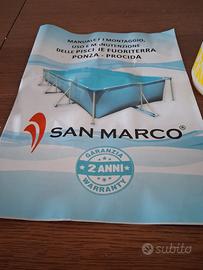 MANUALE DI MONTAGGIO,
USO E MANUTENZIONE
DELLE PISCINE FUORITERRA
PONZA - PROCIDA
SAN MARCO®
GARANZIA
2 ANNI
WARRANTY
subito